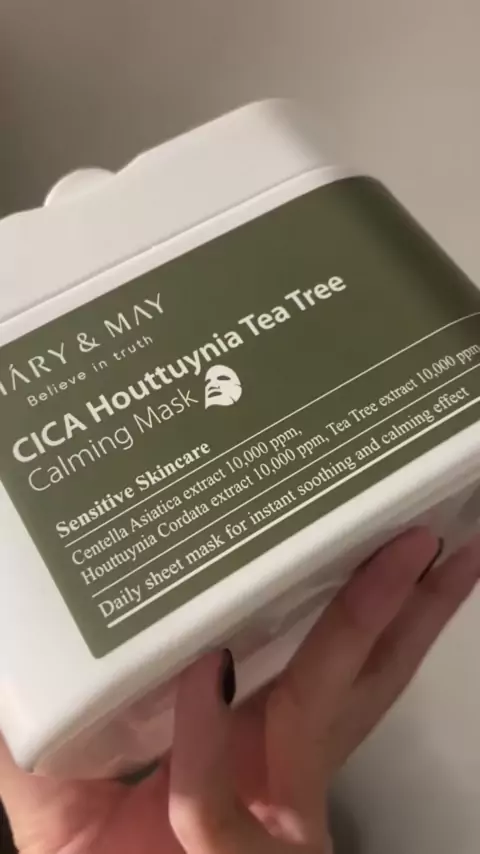 MARY & MAY
Believe in truth
CICA Houttuynia Tea Tree
Calming Mask
Sensitive Skincare
Centella Asiatica extract 10,000 ppm,
Houttuynia Cordata extract 10,000 ppm, Tea Tree extract 10,000 ppm
Daily sheet mask for instant soothing and calming effect